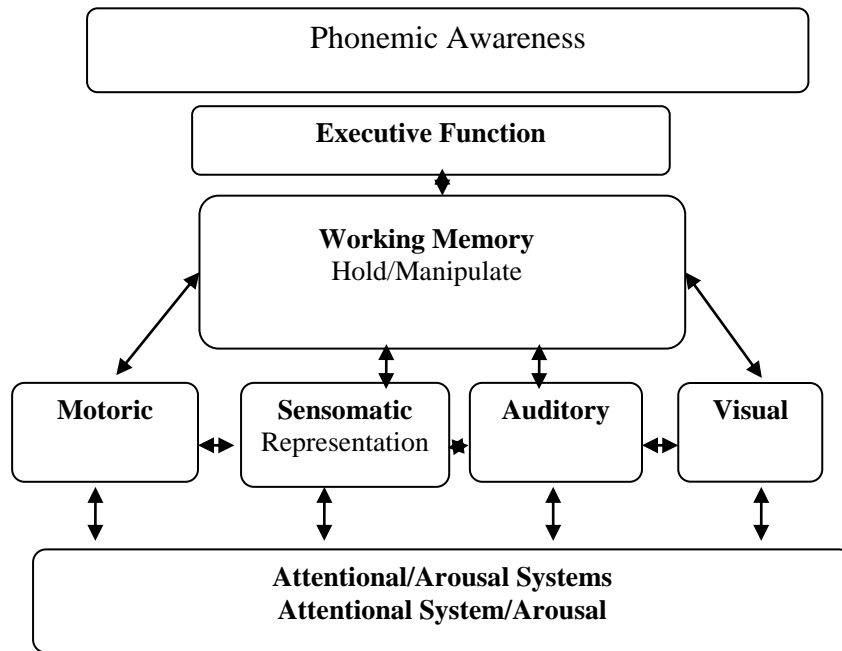 Phonemic Awareness
Executive Function
Working Memory
Hold/Manipulate
Motoric
Sensomatic
Representation
Auditory
Visual
Attentional/Arousal Systems
Attentional System/Arousal